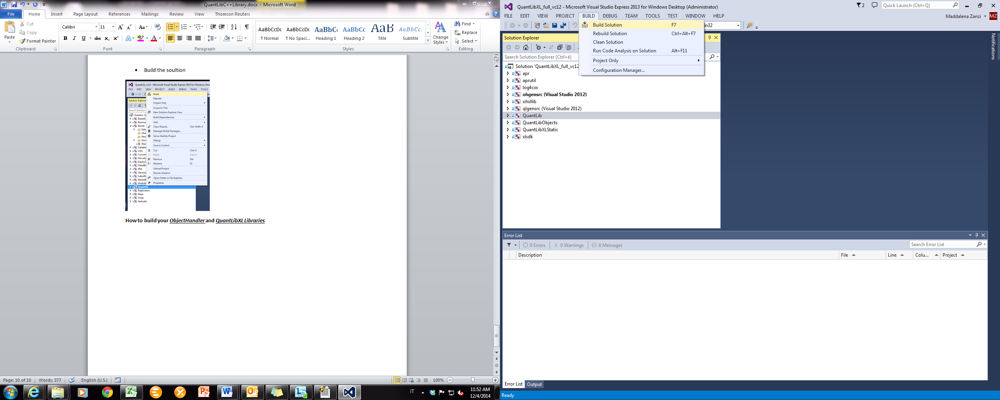 QuantLibC++Library.docx - Microsoft Word
File Home Insert Page Layout References Mailings Review View Thomson Reuters
Paste
Cut
Copy
Format Painter
Clipboard
Calibri 11
Font
Paragraph
AaBbCcDc AaBbCcDc AaBbCc AaBbCc AaB AaBbCc.
¶ Normal ¶ No Spaci... Heading 1 Heading 2 Title Subtitle
Change Styles
Styles
Find
Replace
Select
Editing
• Build the soultion
QuantLib_vc12 - Microsoft Visual Studio Express 2013 for Windows Des
FILE EDIT VIEW PROJECT BUILD DEBUG TEAM TOOLS
Build
Rebuild
Project Only
Scope to This
New Solution Explorer View
Build Dependencies
Add
Class Wizard... Ctrl+Shift+X
Manage NuGet Packages...
Set as StartUp Project
Debug
Source Control
Cut Ctrl+X
Paste Ctrl+V
Remove Del
Rename F2
Unload Project
Rescan Solution
Open Folder in File Explorer
Properties
Solution Explorer
Search Solution
Solution 'Q
BasketL
Bermud
Bonds
Exte
Hea
Reso
Sour
Rea
Callable
CDS
Convert
Discrete
EquityO
FittedBo
FRA
Gaussia
LatentM
Market
Multidi
QuantLib
Replication
Repo
Swap
testsuite
How to build your ObjectHandler and QuantLibXL Libraries
Page: 10 of 10 Words: 377 English (U.S.) 100%
QuantLibXL_full_vc12 - Microsoft Visual Studio Express 2013 for Windows Desktop (Administrator)
2 Quick Launch (Ctrl+Q)
FILE EDIT VIEW PROJECT BUILD DEBUG TEAM TOOLS TEST WINDOW HELP
Maddalena Zanzi MZ
in32
Build Solution F7
Rebuild Solution Ctrl+Alt+F7
Clean Solution
Run Code Analysis on Solution Alt+F11
Project Only
Configuration Manager...
Notifications
Solution Explorer
Search Solution Explorer (Ctrl+è)
Solution 'QuantLibXL_full_vc12
apr
aprutil
log4cxx
ohgensrc (Visual Studio 2012)
ohxllib
qlgensrc (Visual Studio 2012)
QuantLib
QuantLibObjects
QuantLibXLStatic
xlsdk
Error List
0 Errors 0 Warnings 0 Messages
Search Error List
Description File Line Colu... Project
Error List Output
Ready
IT
11:52 AM
12/4/2014